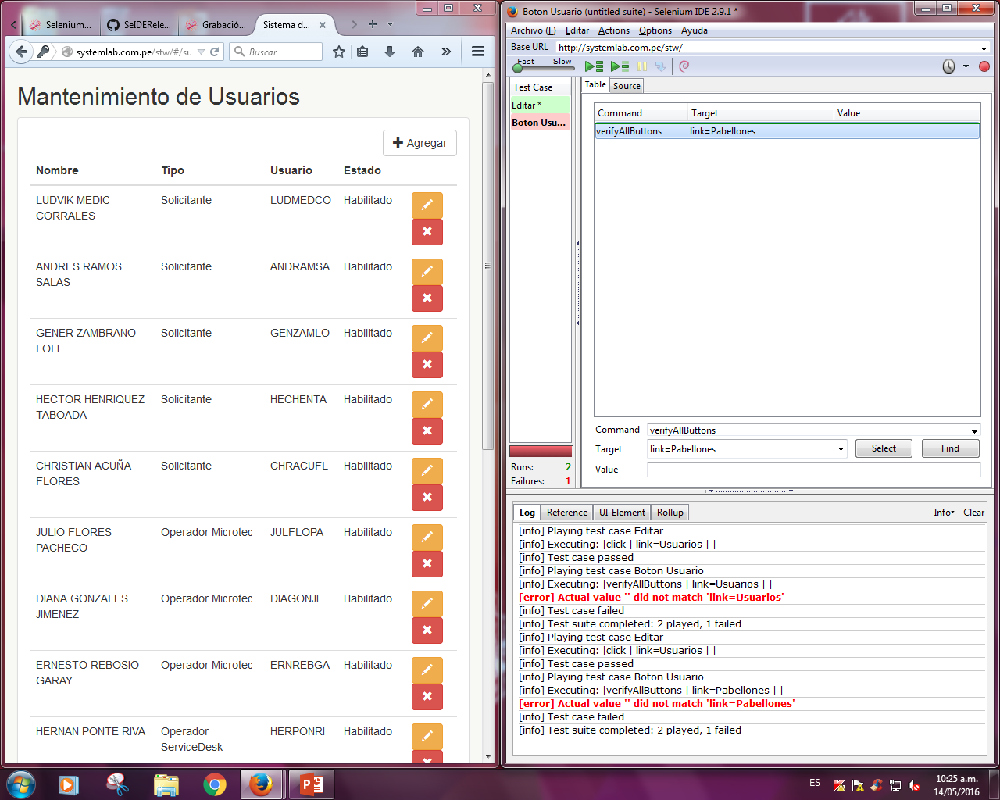 Selenium...
SeIDERele...
Grabació...
Sistema d...
systemlab.com.pe/stw/#/su
Buscar
Mantenimiento de Usuarios
Agregar
Nombre Tipo Usuario Estado
LUDVIK MEDIC CORRALES Solicitante LUDMEDCO Habilitado
ANDRES RAMOS SALAS Solicitante ANDRAMSA Habilitado
GENER ZAMBRANO LOLI Solicitante GENZAMLO Habilitado
HECTOR HENRIQUEZ TABOADA Solicitante HECHENTA Habilitado
CHRISTIAN ACUÑA FLORES Solicitante CHRACUFL Habilitado
JULIO FLORES PACHECO Operador Microtec JULFLOPA Habilitado
DIANA GONZALES JIMENEZ Operador Microtec DIAGONJI Habilitado
ERNESTO REBOSIO GARAY Operador Microtec ERNREBGA Habilitado
HERNAN PONTE RIVA Operador ServiceDesk HERPONRI Habilitado
Boton Usuario (untitled suite) - Selenium IDE 2.9.1 *
Archivo (F) Editar Actions Options Ayuda
Base URL http://systemlab.com.pe/stw/
Fast Slow
Test Case
Editar *
Boton Usu...
Table Source
Command Target Value
verifyAllButtons link=Pabellones
Command verifyAllButtons
Target link=Pabellones Select Find
Value
Runs: 2
Failures: 1
Log Reference UI-Element Rollup Info Clear
[info] Playing test case Editar
[info] Executing: |click | link=Usuarios | |
[info] Test case passed
[info] Playing test case Boton Usuario
[info] Executing: |verifyAllButtons | link=Usuarios | |
[error] Actual value '' did not match 'link=Usuarios'
[info] Test case failed
[info] Test suite completed: 2 played, 1 failed
[info] Playing test case Editar
[info] Executing: |click | link=Usuarios | |
[info] Test case passed
[info] Playing test case Boton Usuario
[info] Executing: |verifyAllButtons | link=Pabellones | |
[error] Actual value '' did not match 'link=Pabellones'
[info] Test case failed
[info] Test suite completed: 2 played, 1 failed
ES
10:25 a.m.
14/05/2016